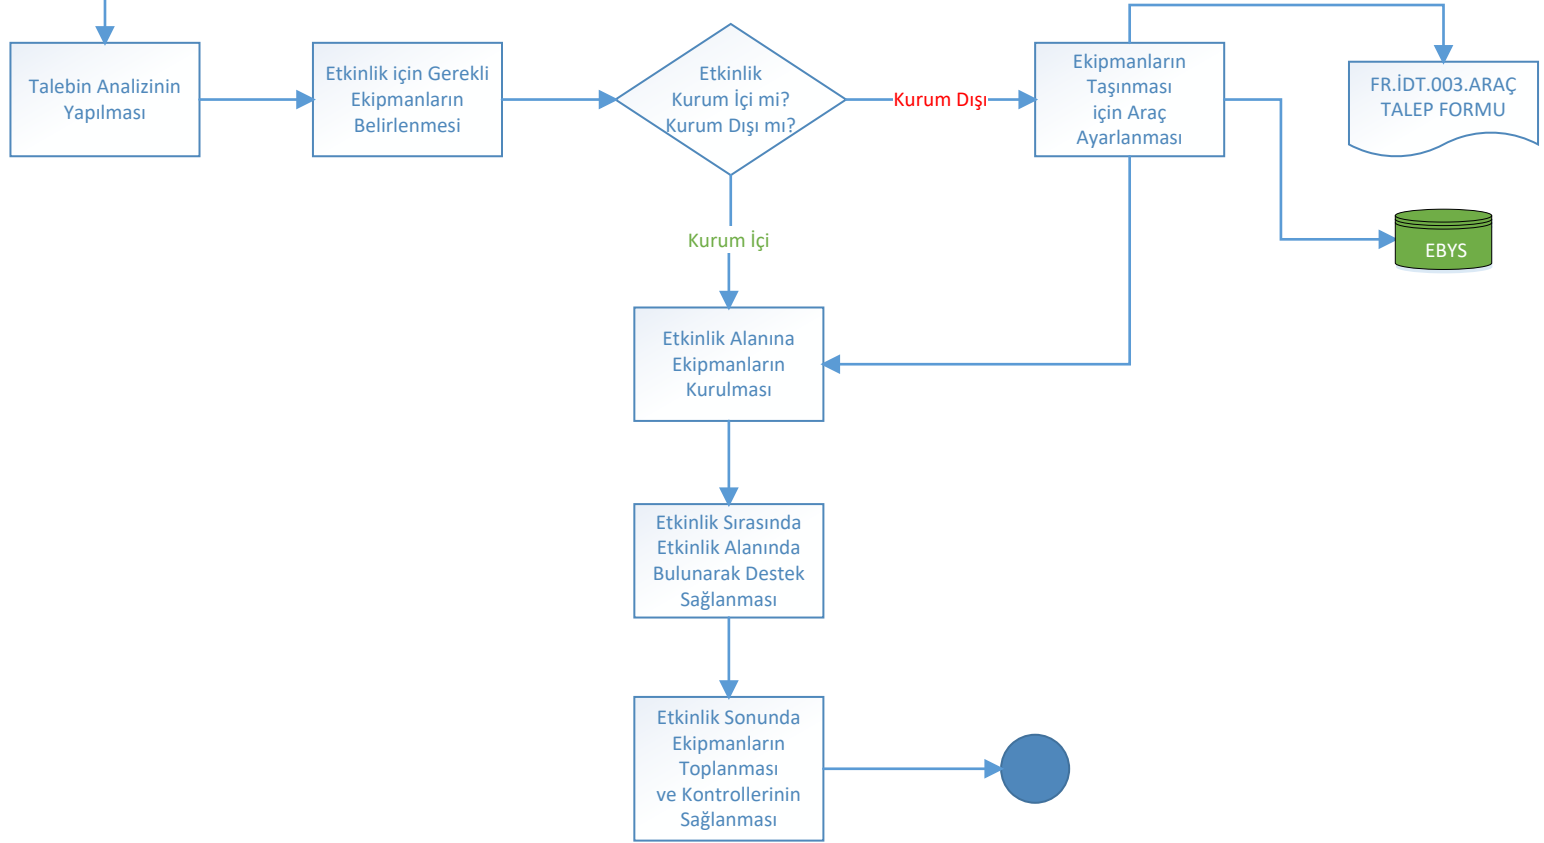 Talebin Analizinin
Yapılması
Etkinlik için Gerekli
Ekipmanların
Belirlenmesi
Etkinlik
Kurum İçi mi?
Kurum Dışı mı?
Kurum Dışı
Ekipmanların
Taşınması
için Araç
Ayarlanması
FR.İDT.003.ARAÇ
TALEP FORMU
EBYS
Kurum İçi
Etkinlik Alanına
Ekipmanların
Kurulması
Etkinlik Sırasında
Etkinlik Alanında
Bulunarak Destek
Sağlanması
Etkinlik Sonunda
Ekipmanların
Toplanması
ve Kontrollerinin
Sağlanması